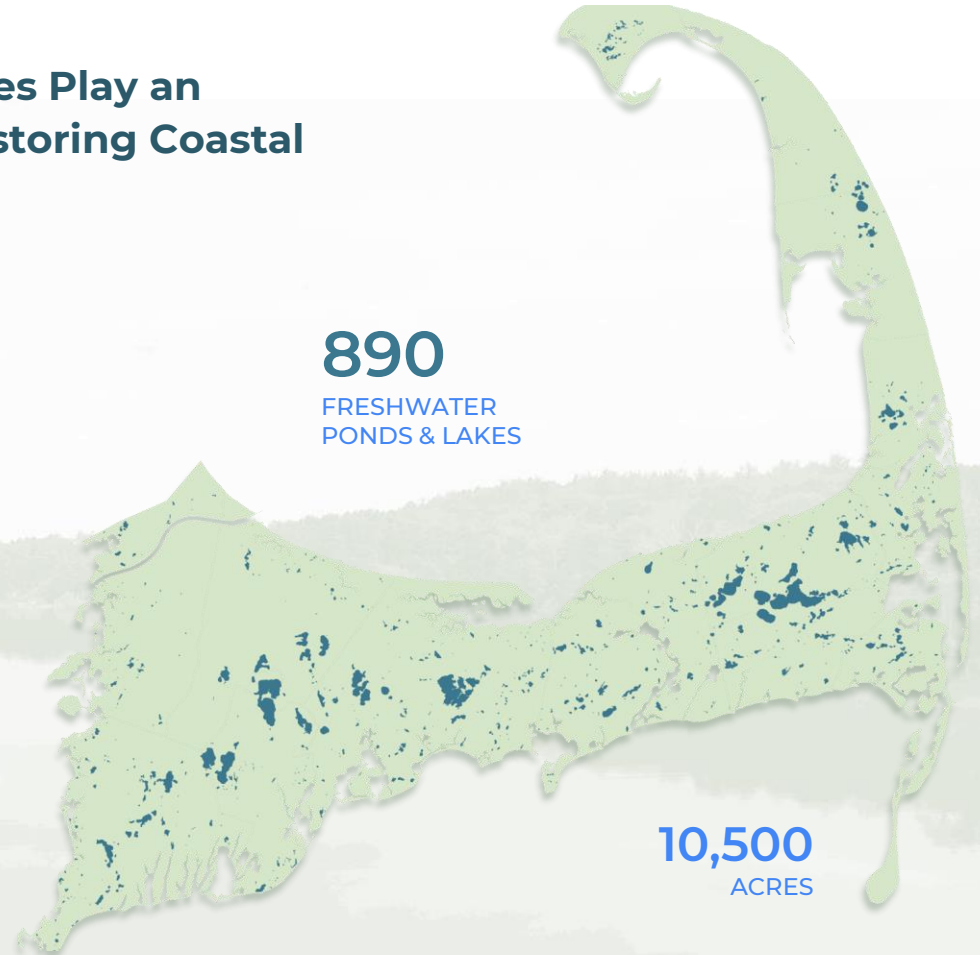 es Play an
storing Coastal
890
FRESHWATER
PONDS & LAKES
10,500
ACRES